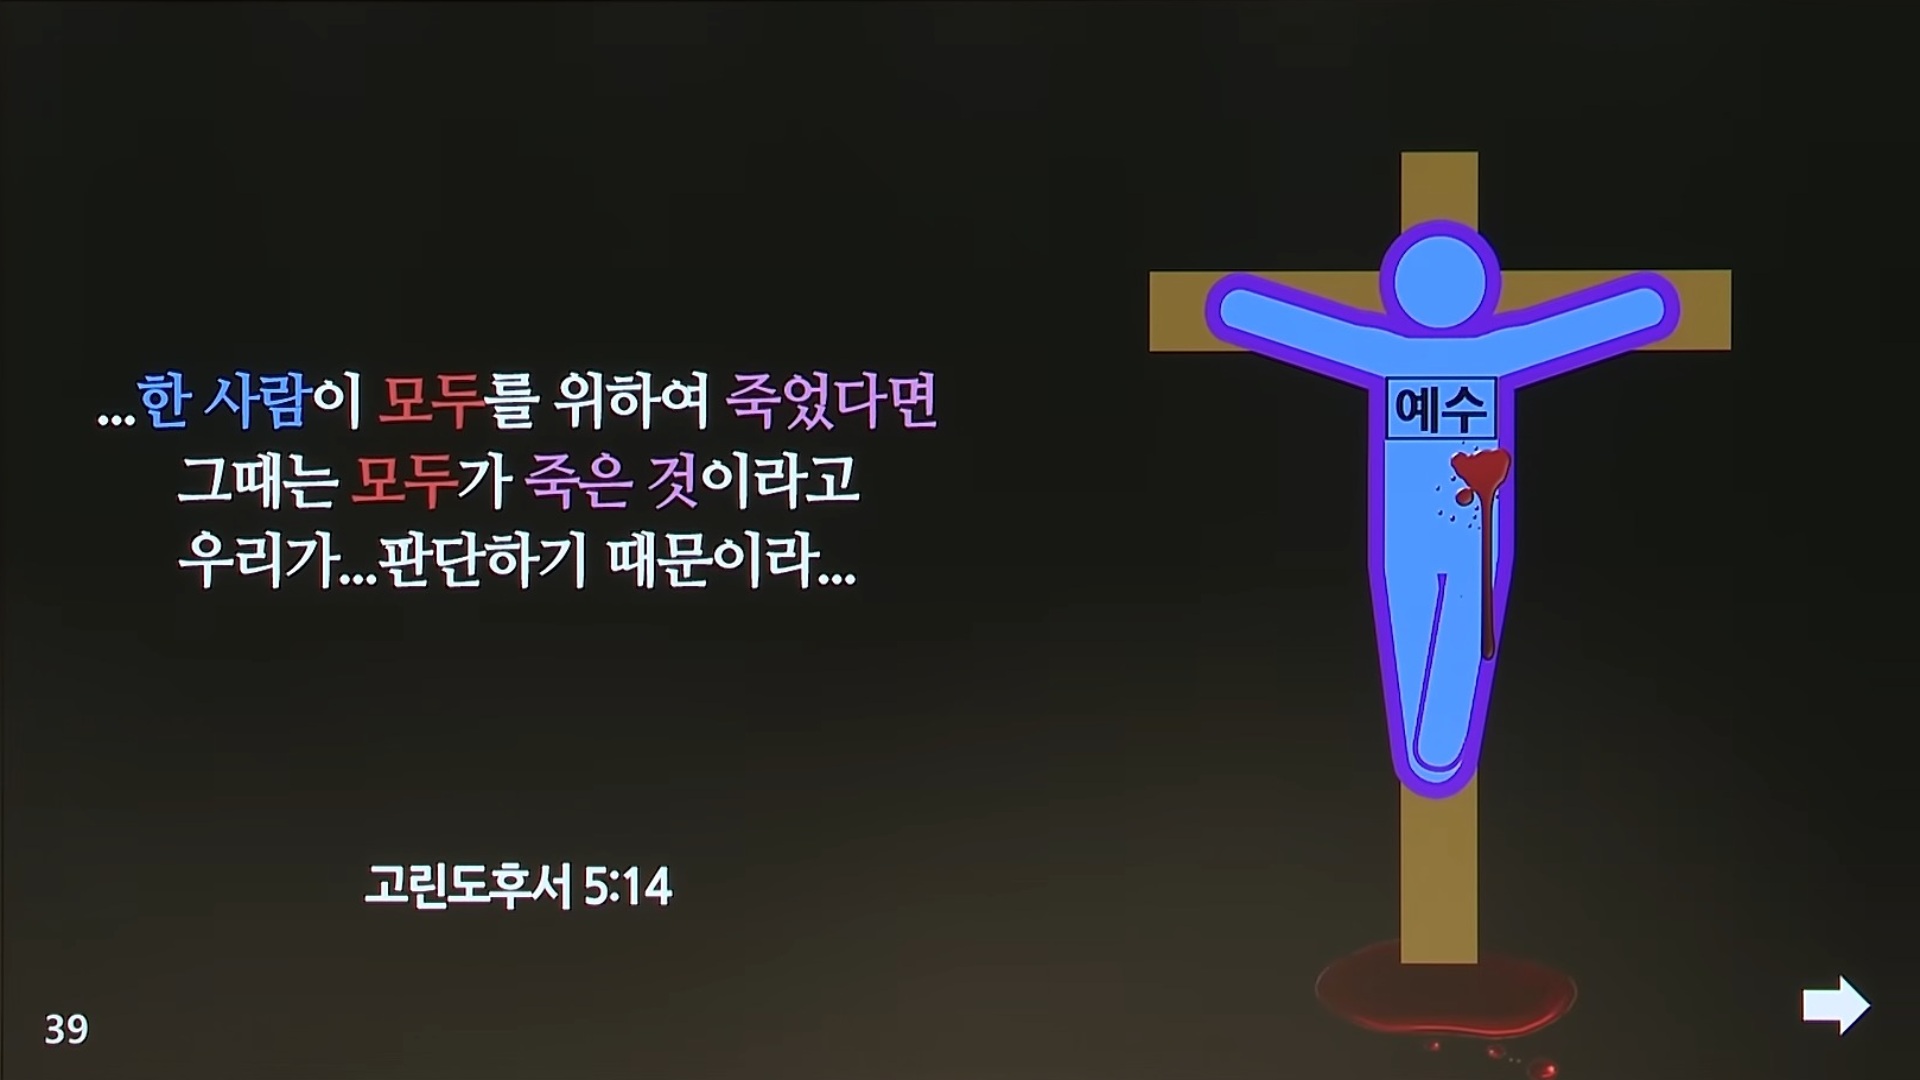 ...한 사람이 모두를 위하여 죽었다면
그때는 모두가 죽은 것이라고
우리가...판단하기 때문이라...
고린도후서 5:14
예수
39